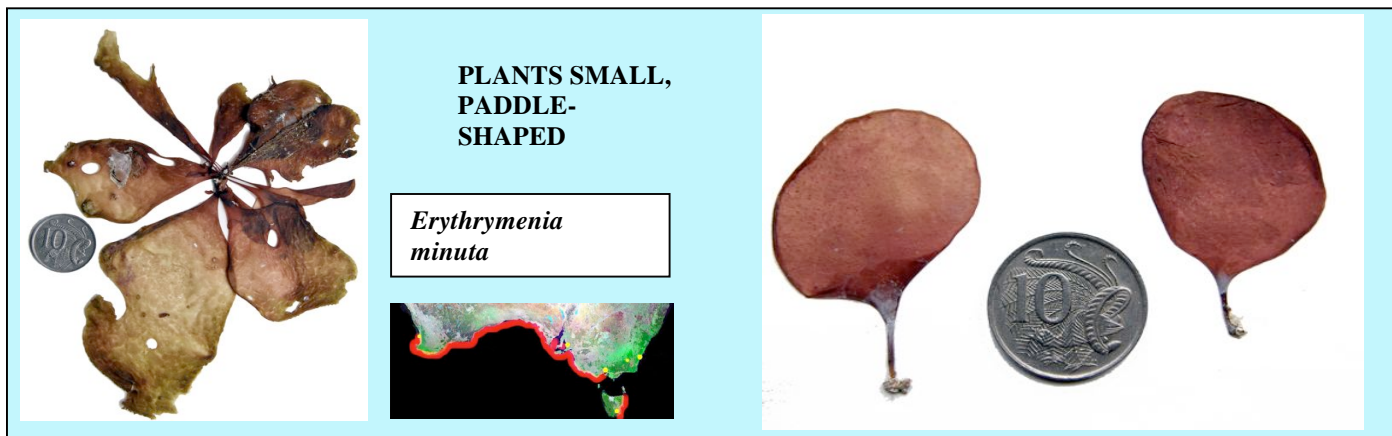 PLANTS SMALL,
PADDLE-
SHAPED
Erythrymenia
minuta
10
10